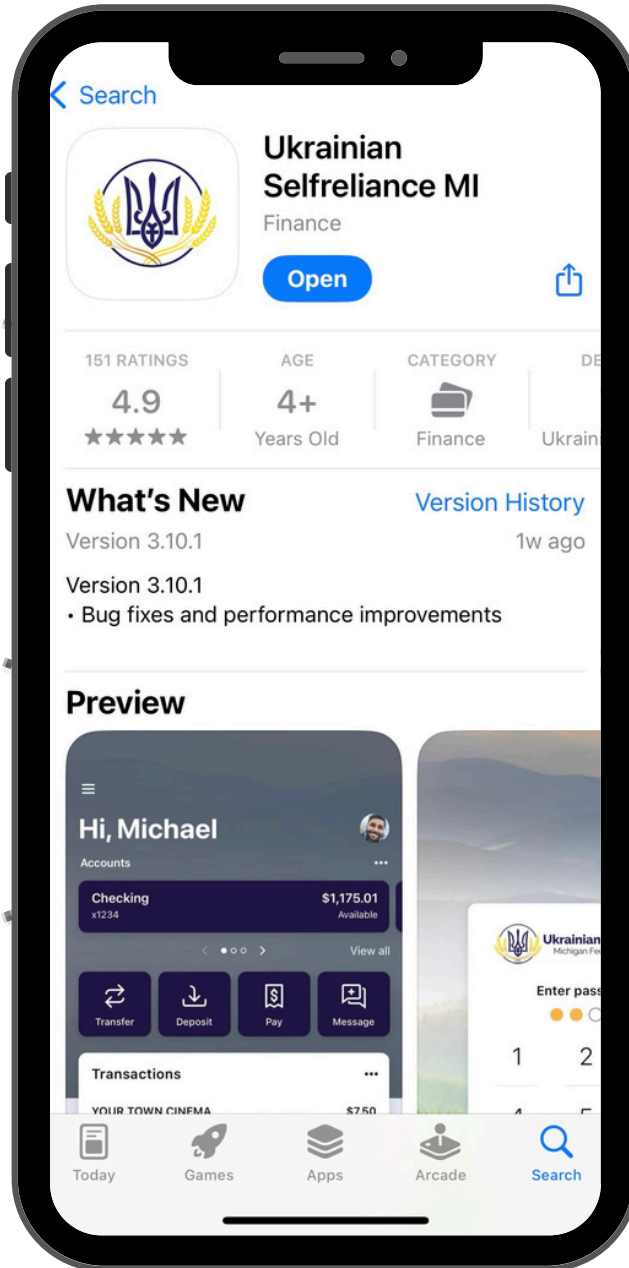 Search
Ukrainian
Selfreliance MI
Finance
Open
151 RATINGS
4.9
AGE
4+
Years Old
CATEGORY
Finance
What's New
Version History
Version 3.10.1
1w ago
Version 3.10.1
• Bug fixes and performance improvements
Preview
Hi, Michael
Accounts
Checking
$1,175.01
x1234
Available
View all
Transfer
Deposit
Pay
Message
Transactions
YOUR TOWN CINEMA
$7.50
Ukrainian
Michigan
Enter
1
2
Today
Games
Apps
Arcade
Search